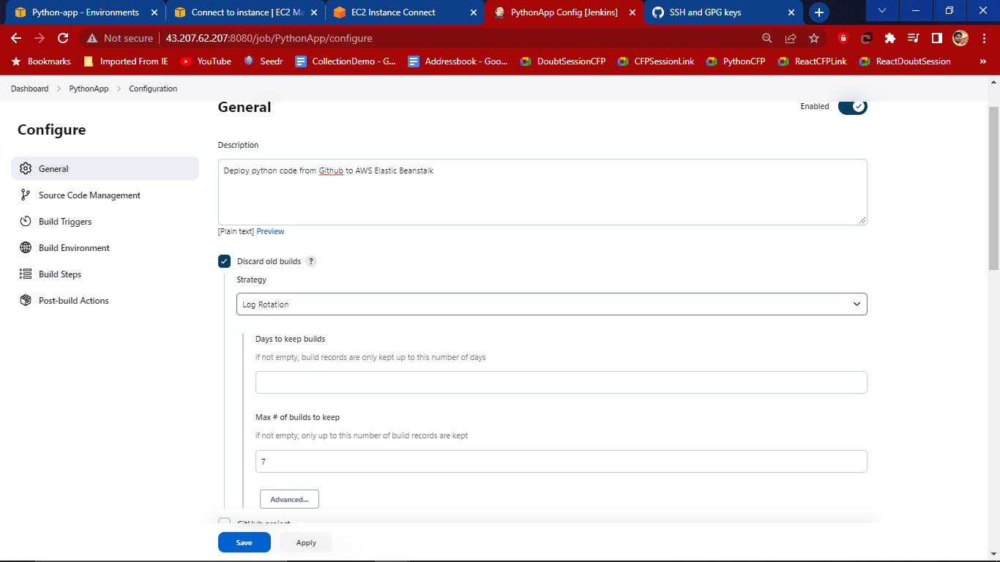 Python-app - Environments
Connect to instance | EC2 Ma
EC2 Instance Connect
PythonApp Config [Jenkins]
SSH and GPG keys
Not secure 43.207.62.207:8080/job/PythonApp/configure
Bookmarks Imported From IE YouTube Seedr CollectionDemo - G... Addressbook - Goo... DoubtSessionCFP CFPSessionLink PythonCFP ReactCFPLink ReactDoubtSession »
Dashboard PythonApp Configuration
Configure
General
Source Code Management
Build Triggers
Build Environment
Build Steps
Post-build Actions
General
Enabled
Description
Deploy python code from Github to AWS Elastic Beanstalk
[Plain text] Preview
Discard old builds ?
Strategy
Log Rotation
Days to keep builds
if not empty, build records are only kept up to this number of days
Max # of builds to keep
if not empty, only up to this number of build records are kept
7
Advanced...
GitHub project
Save
Apply